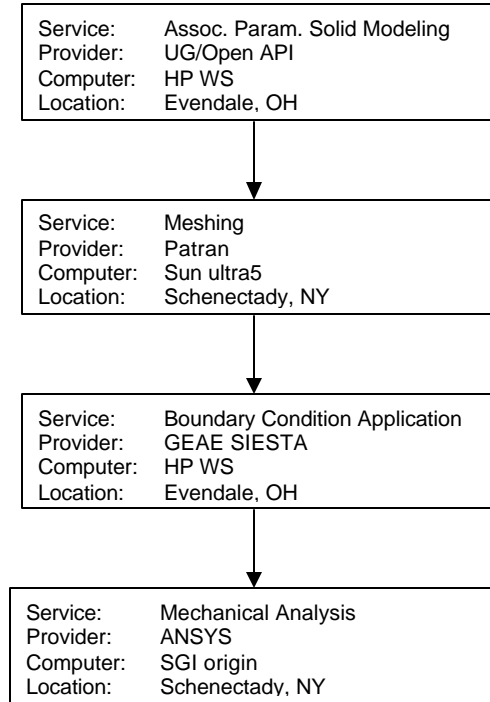 Service: Assoc. Param. Solid Modeling
Provider: UG/Open API
Computer: HP WS
Location: Evendale, OH
Service: Meshing
Provider: Patran
Computer: Sun ultra5
Location: Schenectady, NY
Service: Boundary Condition Application
Provider: GEAE SIESTA
Computer: HP WS
Location: Evendale, OH
Service: Mechanical Analysis
Provider: ANSYS
Computer: SGI origin
Location: Schenectady, NY